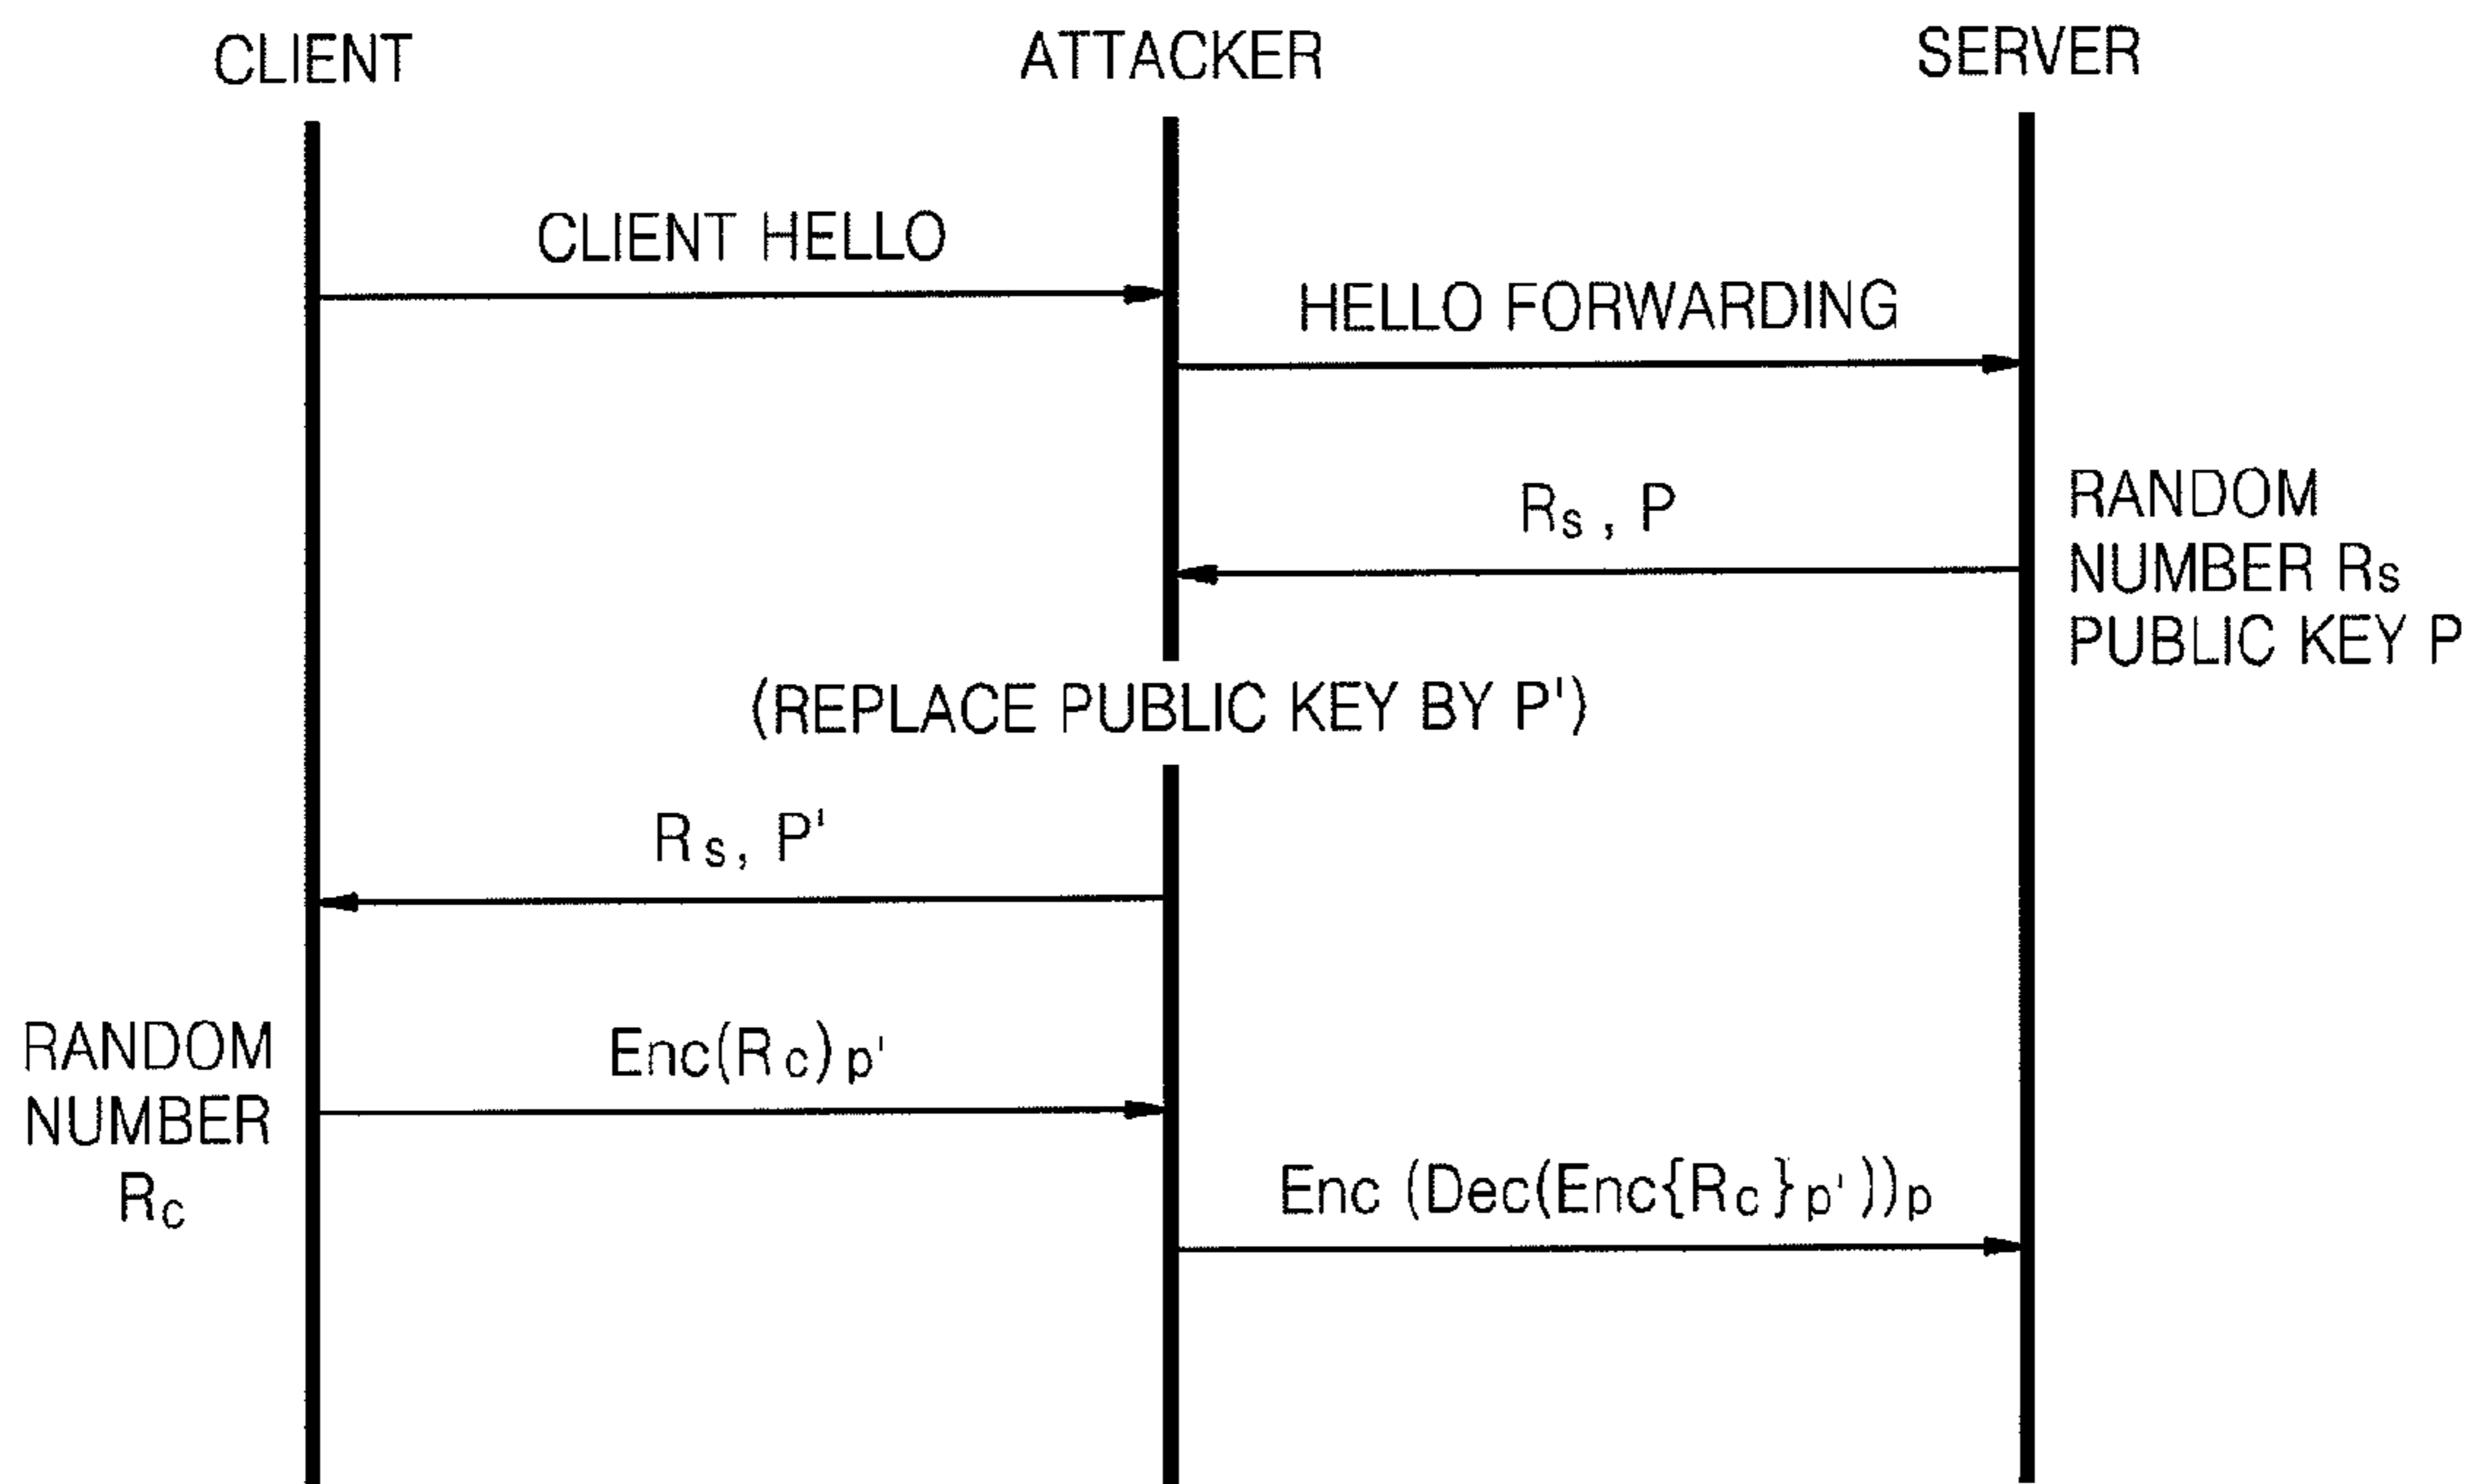 CLIENT
ATTACKER
SERVER
CLIENT HELLO
HELLO FORWARDING
Rs , P
RANDOM
NUMBER Rs
PUBLIC KEY P
(REPLACE PUBLIC KEY BY P')
Rs, P'
RANDOM
NUMBER
Rc
Enc(Rc)p'
Enc (Dec(Enc{Rc}p'))p